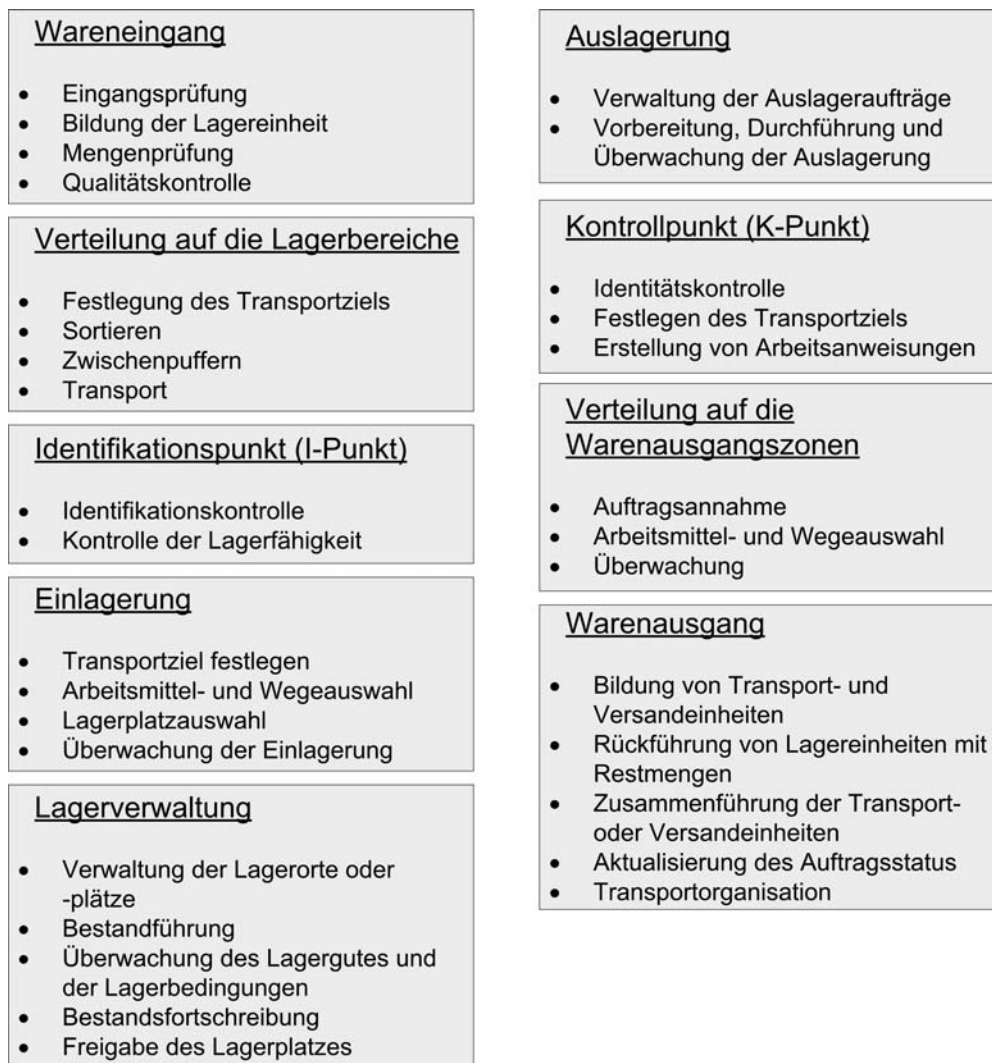 Wareneingang
• Eingangsprüfung
• Bildung der Lagereinheit
• Mengenprüfung
• Qualitätskontrolle
Verteilung auf die Lagerbereiche
• Festlegung des Transportziels
• Sortieren
• Zwischenpuffern
• Transport
Identifikationspunkt (I-Punkt)
• Identifikationskontrolle
• Kontrolle der Lagerfähigkeit
Einlagerung
• Transportziel festlegen
• Arbeitsmittel- und Wegeauswahl
• Lagerplatzauswahl
• Überwachung der Einlagerung
Lagerverwaltung
• Verwaltung der Lagerorte oder
-plätze
• Bestandführung
• Überwachung des Lagergutes und
der Lagerbedingungen
• Bestandsfortschreibung
• Freigabe des Lagerplatzes
Auslagerung
• Verwaltung der Auslageraufträge
• Vorbereitung, Durchführung und
Überwachung der Auslagerung
Kontrollpunkt (K-Punkt)
• Identitätskontrolle
• Festlegen des Transportziels
• Erstellung von Arbeitsanweisungen
Verteilung auf die
Warenausgangszonen
• Auftragsannahme
• Arbeitsmittel- und Wegeauswahl
• Überwachung
Warenausgang
• Bildung von Transport- und
Versandeinheiten
• Rückführung von Lagereinheiten mit
Restmengen
• Zusammenführung der Transport-
oder Versandeinheiten
• Aktualisierung des Auftragsstatus
• Transportorganisation